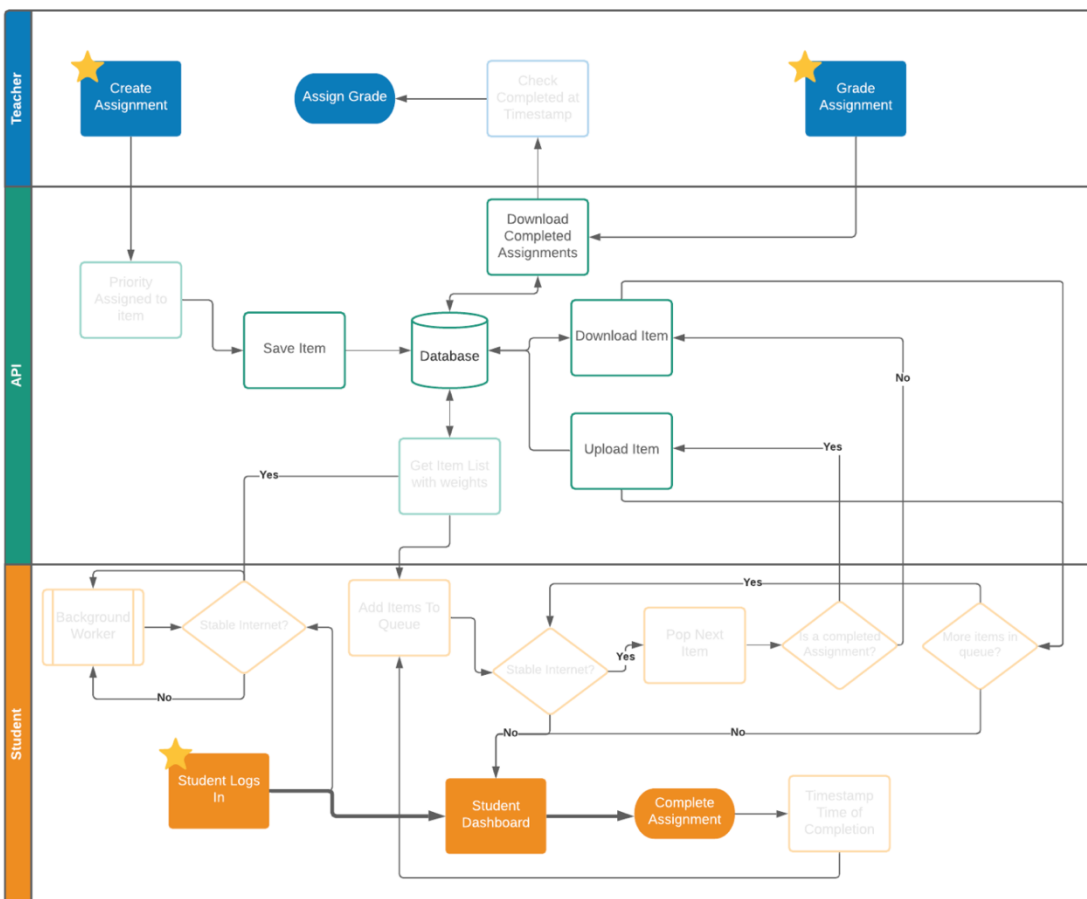 Teacher
Create
Assignment
Assign Grade
Check
Completed at
Timestamp
Grade
Assignment
API
Download
Completed
Assignments
Priority
Assigned to
item
Save Item
Database
Download Item
No
Upload Item
Yes
Get Item List
with weights
Yes
Student
Background
Worker
Stable Internet?
No
Add Items To
Queue
Stable Internet?
Yes
Pop Next
Item
Is a completed
Assignment?
More items in
queue?
Yes
No
No
Student Logs
In
Student
Dashboard
Complete
Assignment
Timestamp
Time of
Completion